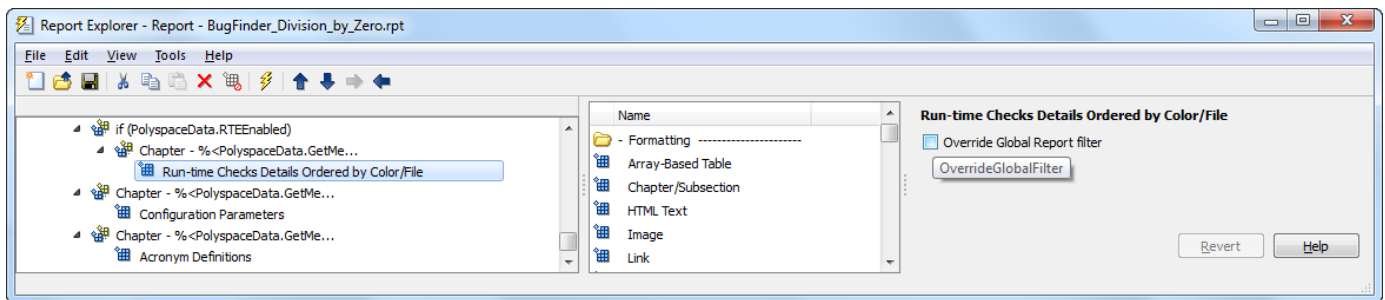 Report Explorer - Report - BugFinder_Division_by_Zero.rpt
X
File Edit View Tools Help
if (PolyspaceData.RTEEnabled)
Chapter - %<PolyspaceData.GetMe...
Run-time Checks Details Ordered by Color/File
Chapter - %<PolyspaceData.GetMe...
Configuration Parameters
Chapter - %<PolyspaceData.GetMe...
Acronym Definitions
Name
- Formatting ----------------------
Array-Based Table
Chapter/Subsection
HTML Text
Image
Link
Run-time Checks Details Ordered by Color/File
Override Global Report filter
OverrideGlobalFilter
Revert Help